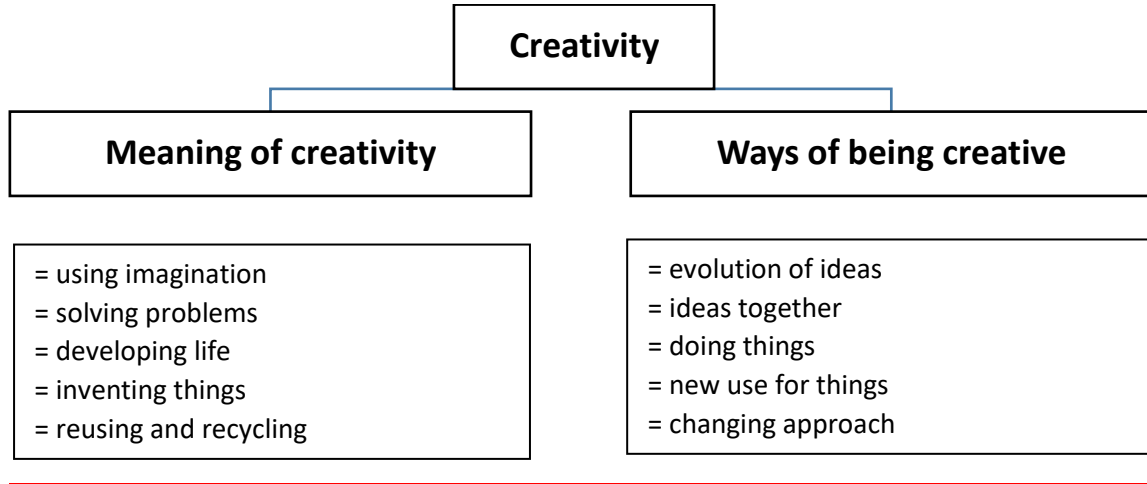 Creativity
Meaning of creativity
= using imagination
= solving problems
= developing life
= inventing things
= reusing and recycling
Ways of being creative
= evolution of ideas
= ideas together
= doing things
= new use for things
= changing approach